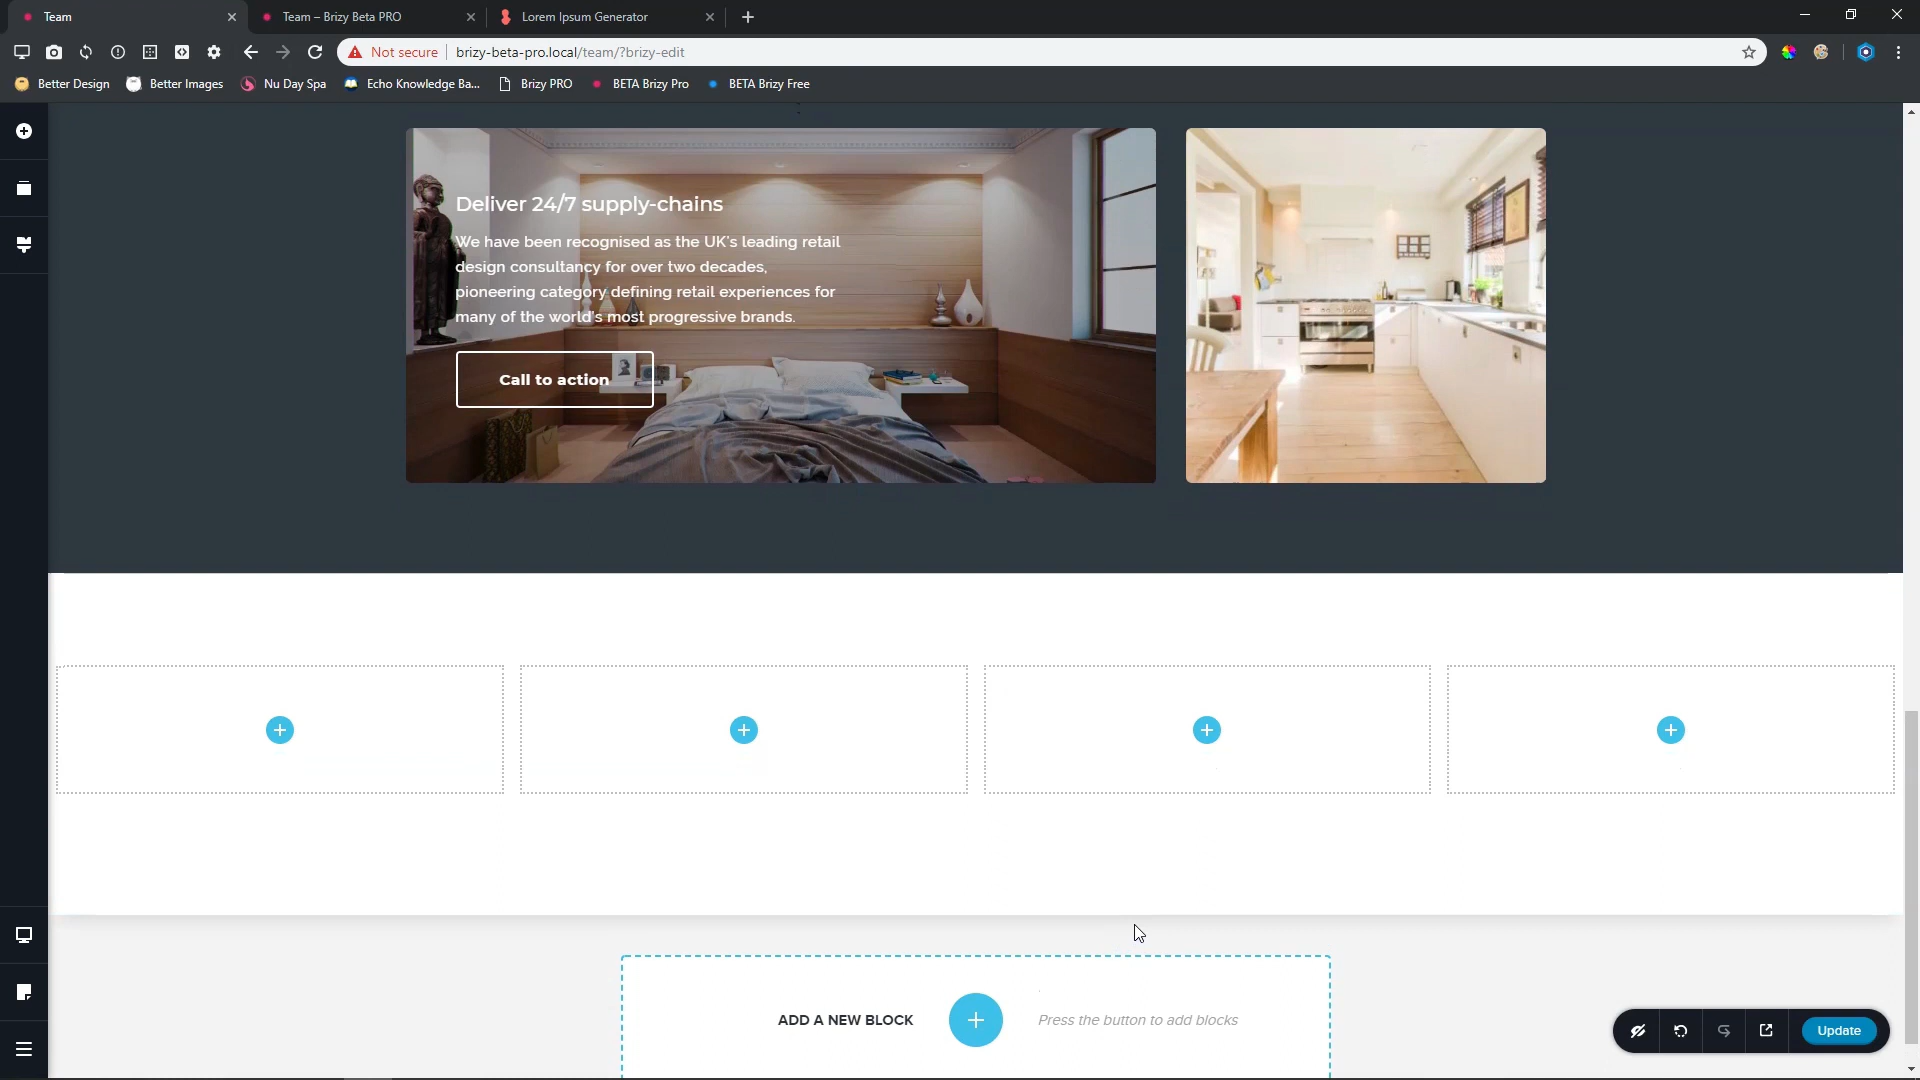 Team
Team – Brizy Beta PRO
Lorem Ipsum Generator
Not secure
brizy-beta-pro.local/team/?brizy-edit
Better Design
Better Images
Nu Day Spa
Echo Knowledge Ba...
Brizy PRO
BETA Brizy Pro
BETA Brizy Free
Deliver 24/7 supply-chains
We have been recognised as the UK's leading retail
design consultancy for over two decades,
pioneering category defining retail experiences for
many of the world's most progressive brands.
Call to action
ADD A NEW BLOCK
Press the button to add blocks
Update